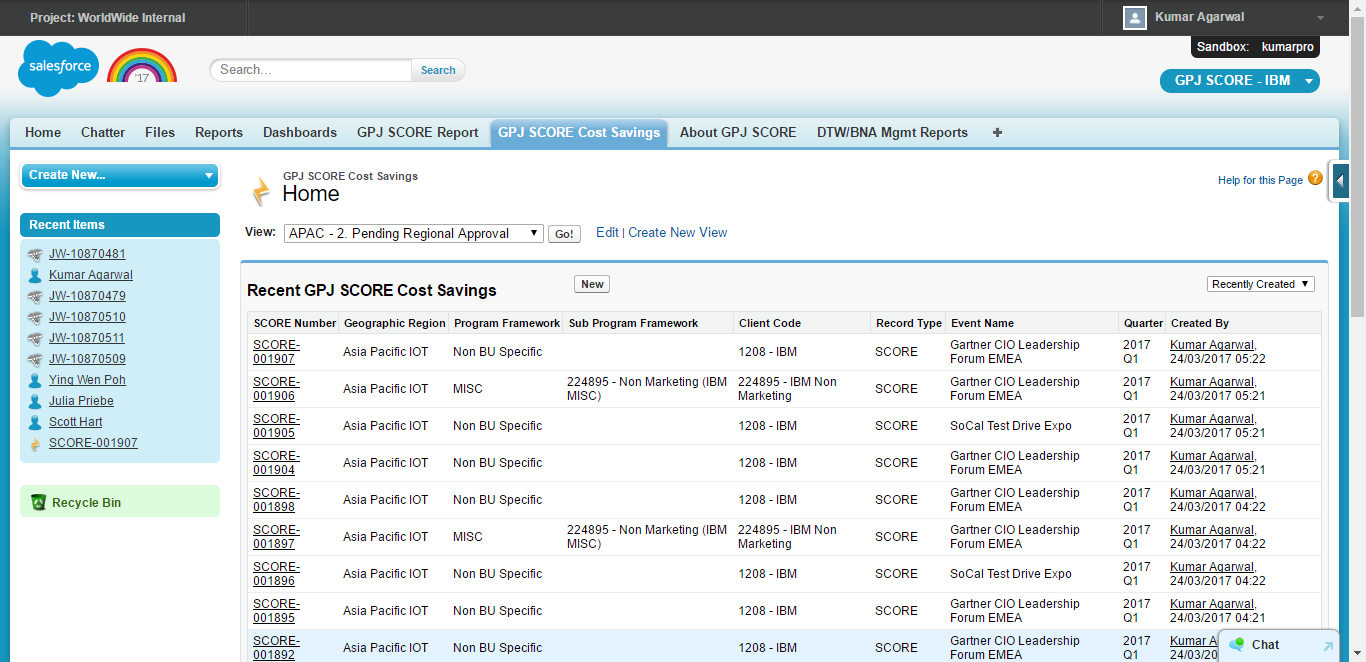 Project: WorldWide Internal
Kumar Agarwal
Sandbox: kumarpro
salesforce
'17
Search...
Search
GPJ SCORE - IBM
Home Chatter Files Reports Dashboards GPJ SCORE Report GPJ SCORE Cost Savings About GPJ SCORE DTW/BNA Mgmt Reports
Create New...
Recent Items
JW-10870481
Kumar Agarwal
JW-10870479
JW-10870510
JW-10870511
JW-10870509
Ying Wen Poh
Julia Priebe
Scott Hart
SCORE-001907
Recycle Bin
GPJ SCORE Cost Savings
Home
Help for this Page ?
View: APAC - 2. Pending Regional Approval Go! Edit | Create New View
Recent GPJ SCORE Cost Savings New Recently Created
SCORE Number Geographic Region Program Framework Sub Program Framework Client Code Record Type Event Name Quarter Created By
SCORE- Gartner CIO Leadership 2017 Kumar Agarwal,
001907 Asia Pacific IOT Non BU Specific 1208 - IBM SCORE Forum EMEA Q1 24/03/2017 05:22
SCORE- 224895 - Non Marketing (IBM 224895 - IBM Non Gartner CIO Leadership 2017 Kumar Agarwal,
001906 Asia Pacific IOT MISC MISC) Marketing SCORE Forum EMEA Q1 24/03/2017 05:21
SCORE- 2017 Kumar Agarwal,
001905 Asia Pacific IOT Non BU Specific 1208 - IBM SCORE SoCal Test Drive Expo Q1 24/03/2017 05:21
SCORE- Gartner CIO Leadership 2017 Kumar Agarwal,
001904 Asia Pacific IOT Non BU Specific 1208 - IBM SCORE Forum EMEA Q1 24/03/2017 05:21
SCORE- Gartner CIO Leadership 2017 Kumar Agarwal,
001898 Asia Pacific IOT Non BU Specific 1208 - IBM SCORE Forum EMEA Q1 24/03/2017 04:22
SCORE- 224895 - Non Marketing (IBM 224895 - IBM Non Gartner CIO Leadership 2017 Kumar Agarwal,
001897 Asia Pacific IOT MISC MISC) Marketing SCORE Forum EMEA Q1 24/03/2017 04:22
SCORE- 2017 Kumar Agarwal,
001896 Asia Pacific IOT Non BU Specific 1208 - IBM SCORE SoCal Test Drive Expo Q1 24/03/2017 04:22
SCORE- Gartner CIO Leadership 2017 Kumar Agarwal,
001895 Asia Pacific IOT Non BU Specific 1208 - IBM SCORE Forum EMEA Q1 24/03/2017 04:21
SCORE- Gartner CIO Leadership 2017 Kumar A
001892 Asia Pacific IOT Non BU Specific 1208 - IBM SCORE Forum EMEA Q1 24/03/20
Chat